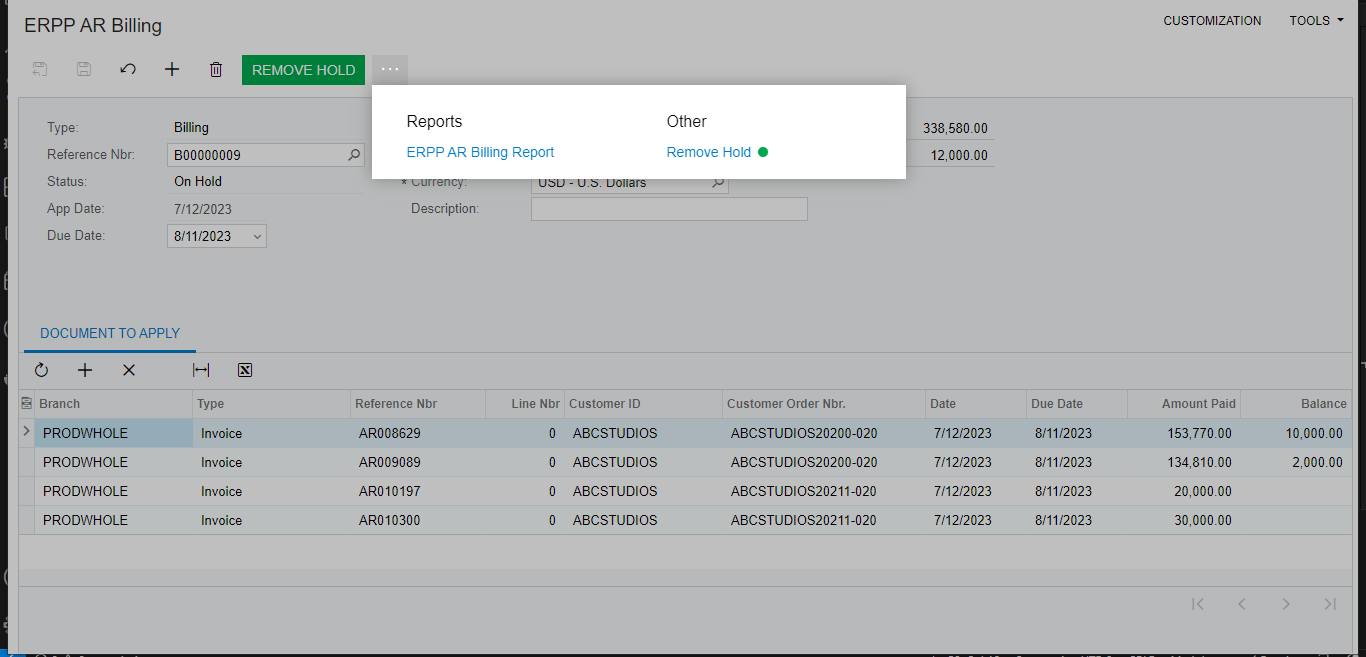 ERPP AR Billing
CUSTOMIZATION TOOLS
REMOVE HOLD ...
Reports Other
ERPP AR Billing Report Remove Hold
Type: Billing 338,580.00
Reference Nbr: B00000009 12,000.00
Status: On Hold * Currency: USD - U.S. Dollars
App Date: 7/12/2023 Description:
Due Date: 8/11/2023
DOCUMENT TO APPLY
Branch Type Reference Nbr Line Nbr Customer ID Customer Order Nbr. Date Due Date Amount Paid Balance
PRODWHOLE Invoice AR008629 0 ABCSTUDIOS ABCSTUDIOS20200-020 7/12/2023 8/11/2023 153,770.00 10,000.00
PRODWHOLE Invoice AR009089 0 ABCSTUDIOS ABCSTUDIOS20200-020 7/12/2023 8/11/2023 134,810.00 2,000.00
PRODWHOLE Invoice AR010197 0 ABCSTUDIOS ABCSTUDIOS20211-020 7/12/2023 8/11/2023 20,000.00
PRODWHOLE Invoice AR010300 0 ABCSTUDIOS ABCSTUDIOS20211-020 7/12/2023 8/11/2023 30,000.00